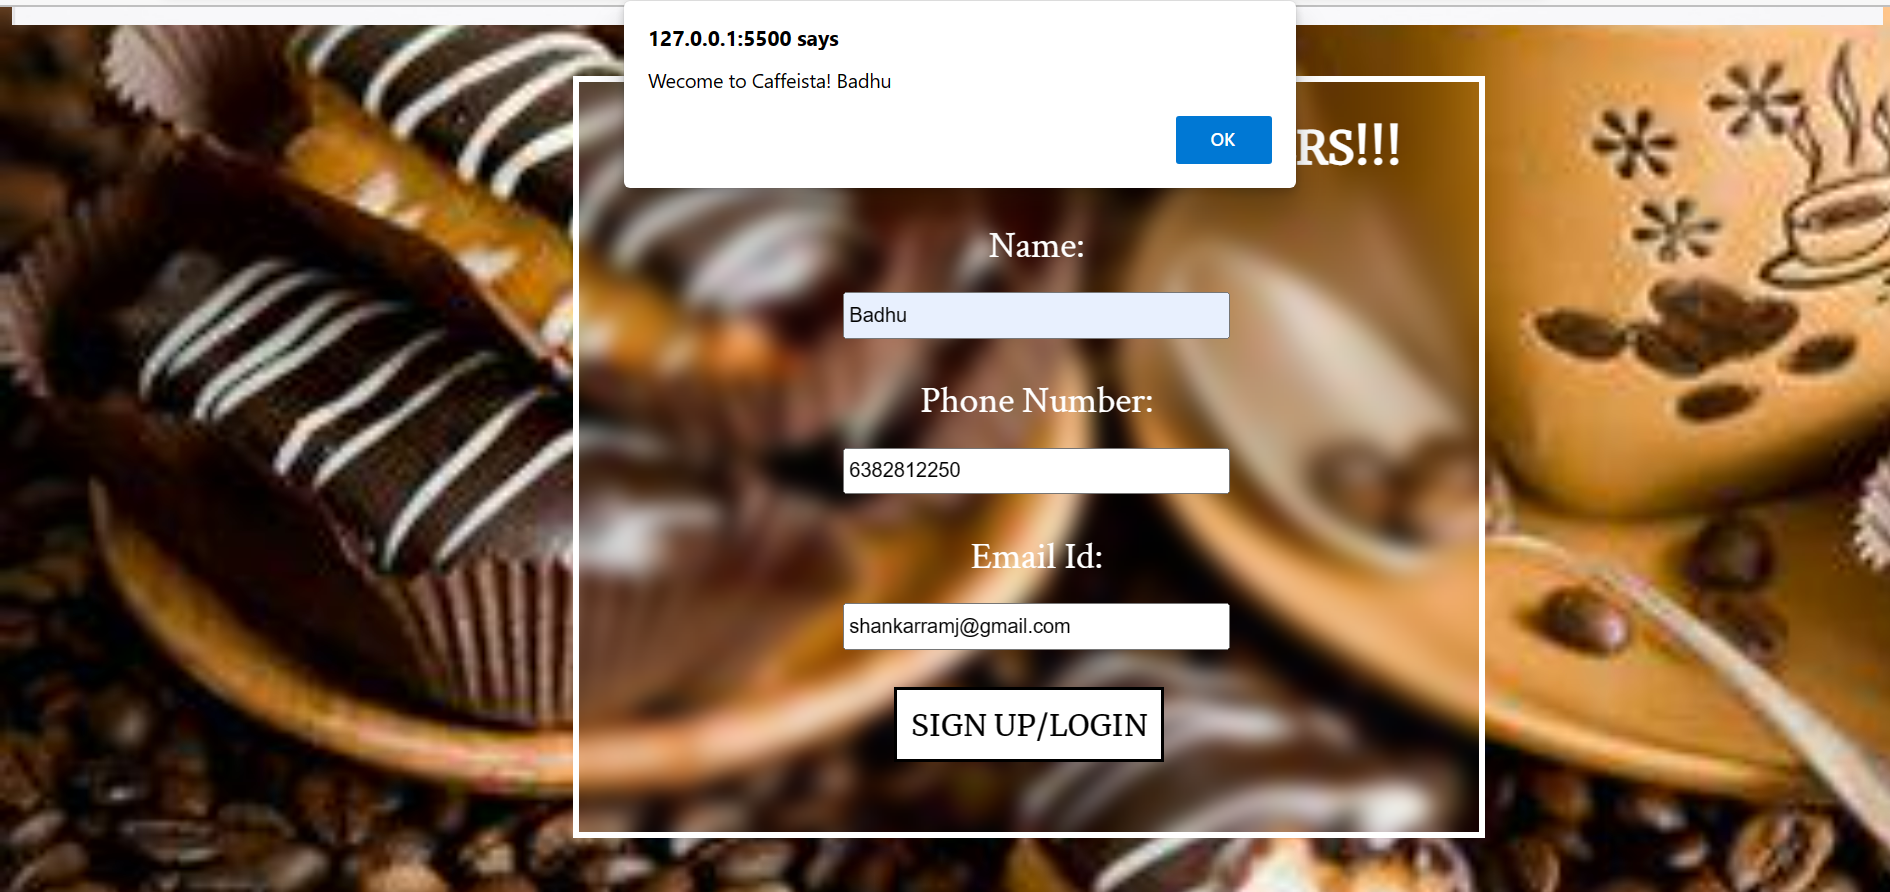 127.0.0.1:5500 says
Wecome to Caffeista! Badhu
OK
RS!!!
Name:
Badhu
Phone Number:
6382812250
Email Id:
shankarramj@gmail.com
SIGN UP/LOGIN